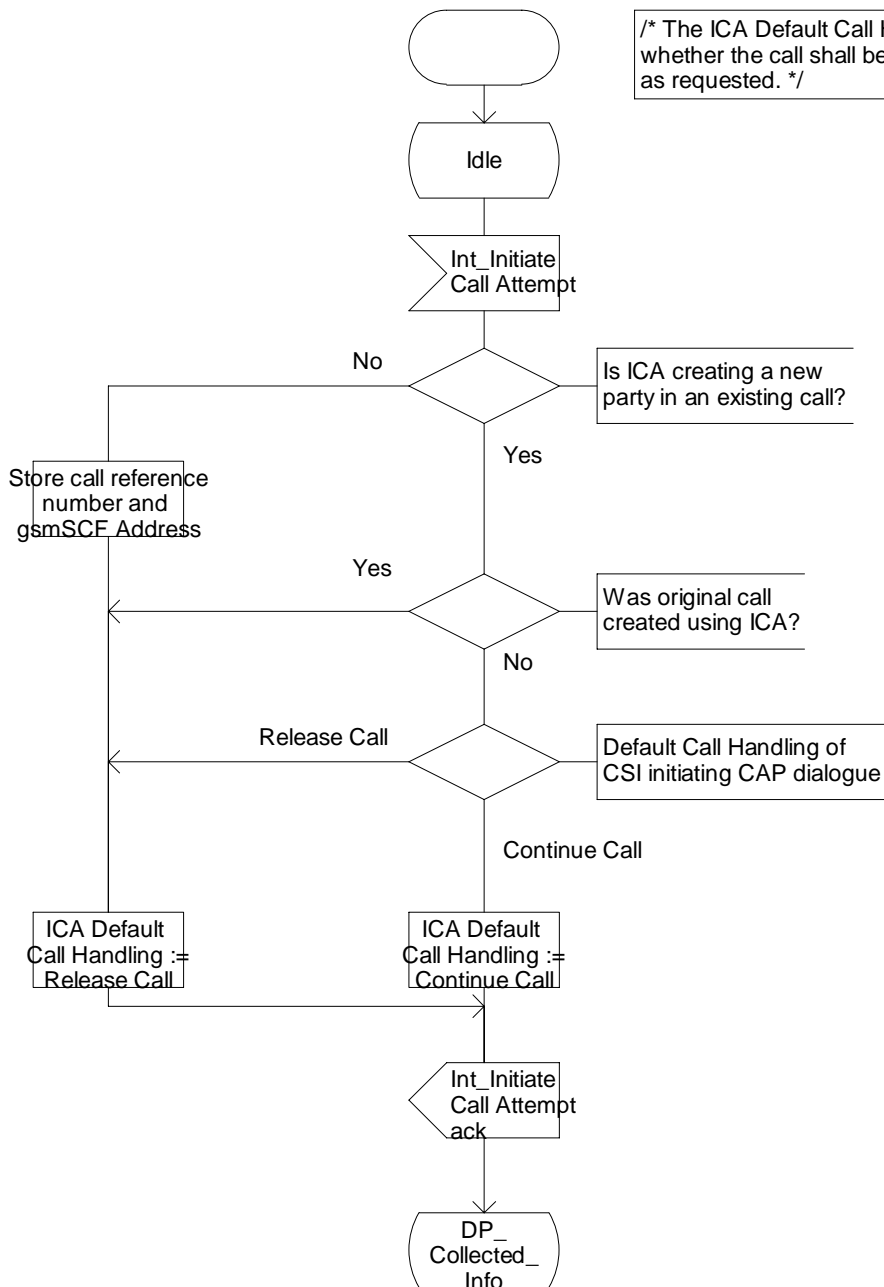 /* The ICA Default Call
whether the call shall be
as requested. */
Idle
Int_Initiate
Call Attempt
No
Is ICA creating a new
party in an existing call?
Yes
Store call reference
number and
gsmSCF Address
Yes
Was original call
created using ICA?
No
Release Call
Default Call Handling of
CSI initiating CAP dialogue
Continue Call
ICA Default
Call Handling :=
Release Call
ICA Default
Call Handling :=
Continue Call
Int_Initiate
Call Attempt
ack
DP_
Collected_
Info